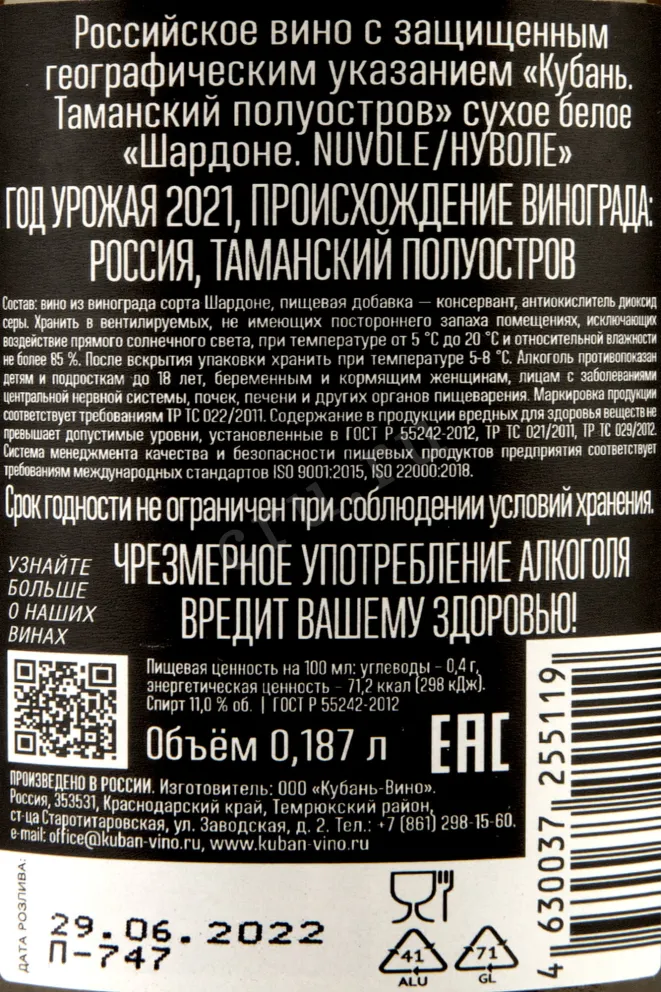 Российское вино с защищенным
географическим указанием «Кубань.
Таманский полуостров» сухое белое
«Шардоне. NUVOLE/НУВОЛЕ»
ГОД УРОЖАЯ 2021, ПРОИСХОЖДЕНИЕ ВИНОГРАДА:
РОССИЯ, ТАМАНСКИЙ ПОЛУОСТРОВ
Состав: вино из винограда сорта Шардоне, пищевая добавка — консервант, антиокислитель диоксид
серы. Хранить в вентилируемых, не имеющих постороннего запаха помещениях, исключающих
воздействие прямого солнечного света, при температуре от 5 °С до 20 °С и относительной влажности
не более 85 %. После вскрытия упаковки хранить при температуре 5-8 °С. Алкоголь противопоказан
детям и подросткам до 18 лет, беременным и кормящим женщинам, лицам с заболеваниями
центральной нервной системы, почек, печени и других органов пищеварения. Маркировка продукции
соответствует требованиям ТР ТС 022/2011. Содержание в продукции вредных для здоровья веществ не
превышает допустимые уровни, установленные в ГОСТ Р 55242-2012, ТР ТС 021/2011, ТР ТС 029/2012.
Система менеджмента качества и безопасности пищевых продуктов предприятия соответствует
требованиям международных стандартов ISO 9001:2015, ISO 22000:2018.
Срок годности не ограничен при соблюдении условий хранения.
УЗНАЙТЕ
БОЛЬШЕ
О НАШИХ
ВИНАХ
ЧРЕЗМЕРНОЕ УПОТРЕБЛЕНИЕ АЛКОГОЛЯ
ВРЕДИТ ВАШЕМУ ЗДОРОВЬЮ!
Пищевая ценность на 100 мл: углеводы – 0,4 г,
энергетическая ценность – 71,2 ккал (298 кДж).
Спирт 11,0 % об. | ГОСТ Р 55242-2012
Объём 0,187 л
EAC
ПРОИЗВЕДЕНО В РОССИИ. Изготовитель: ООО «Кубань-Вино».
Россия, 353531, Краснодарский край, Темрюкский район,
ст-ца Старотитаровская, ул. Заводская, д. 2. Тел.: +7 (861) 298-15-60.
e-mail: office@kuban-vino.ru, www.kuban-vino.ru
4 630037 255119
ДАТА РОЗЛИВА:
29.06.2022
П-747
41
ALU
71
GL